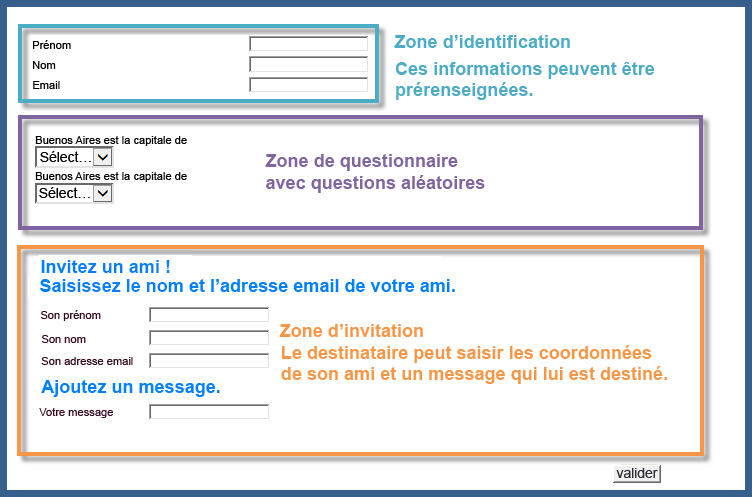 Prénom
Nom
Email
Zone d’identification
Ces informations peuvent être
prérenseignées.
Buenos Aires est la capitale de
Sélect...
Buenos Aires est la capitale de
Sélect...
Zone de questionnaire
avec questions aléatoires
Invitez un ami !
Saisissez le nom et l’adresse email de votre ami.
Son prénom
Son nom
Son adresse email
Zone d’invitation
Le destinataire peut saisir les coordonnées
de son ami et un message qui lui est destiné.
Ajoutez un message.
Votre message
valider